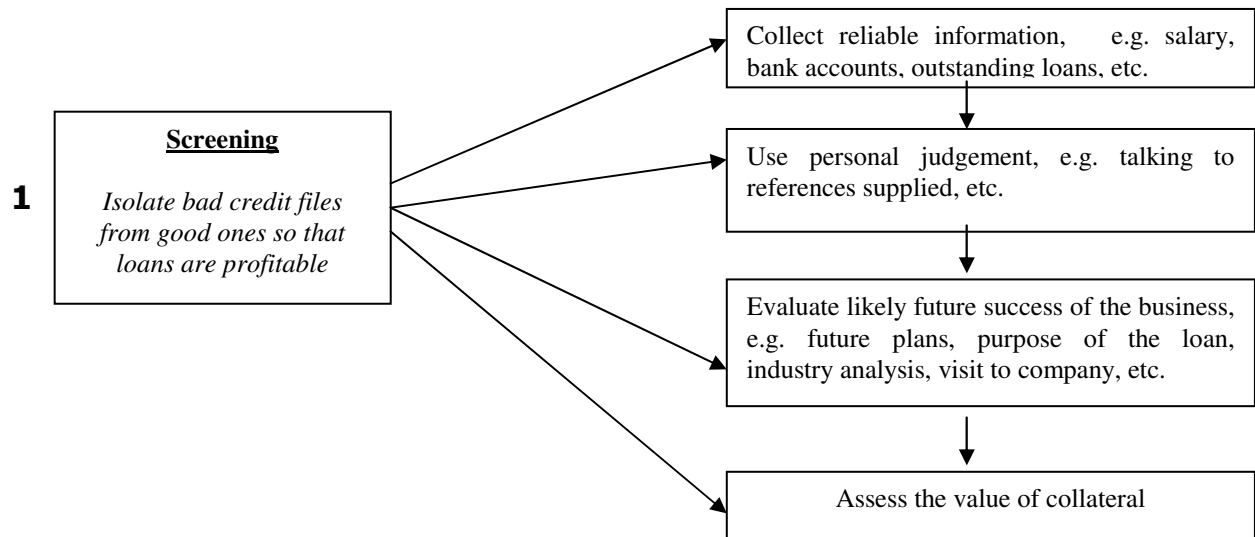 1
Screening
Isolate bad credit files
from good ones so that
loans are profitable
Collect reliable information, e.g. salary,
bank accounts, outstanding loans, etc.
Use personal judgement, e.g. talking to
references supplied, etc.
Evaluate likely future success of the business,
e.g. future plans, purpose of the loan,
industry analysis, visit to company, etc.
Assess the value of collateral